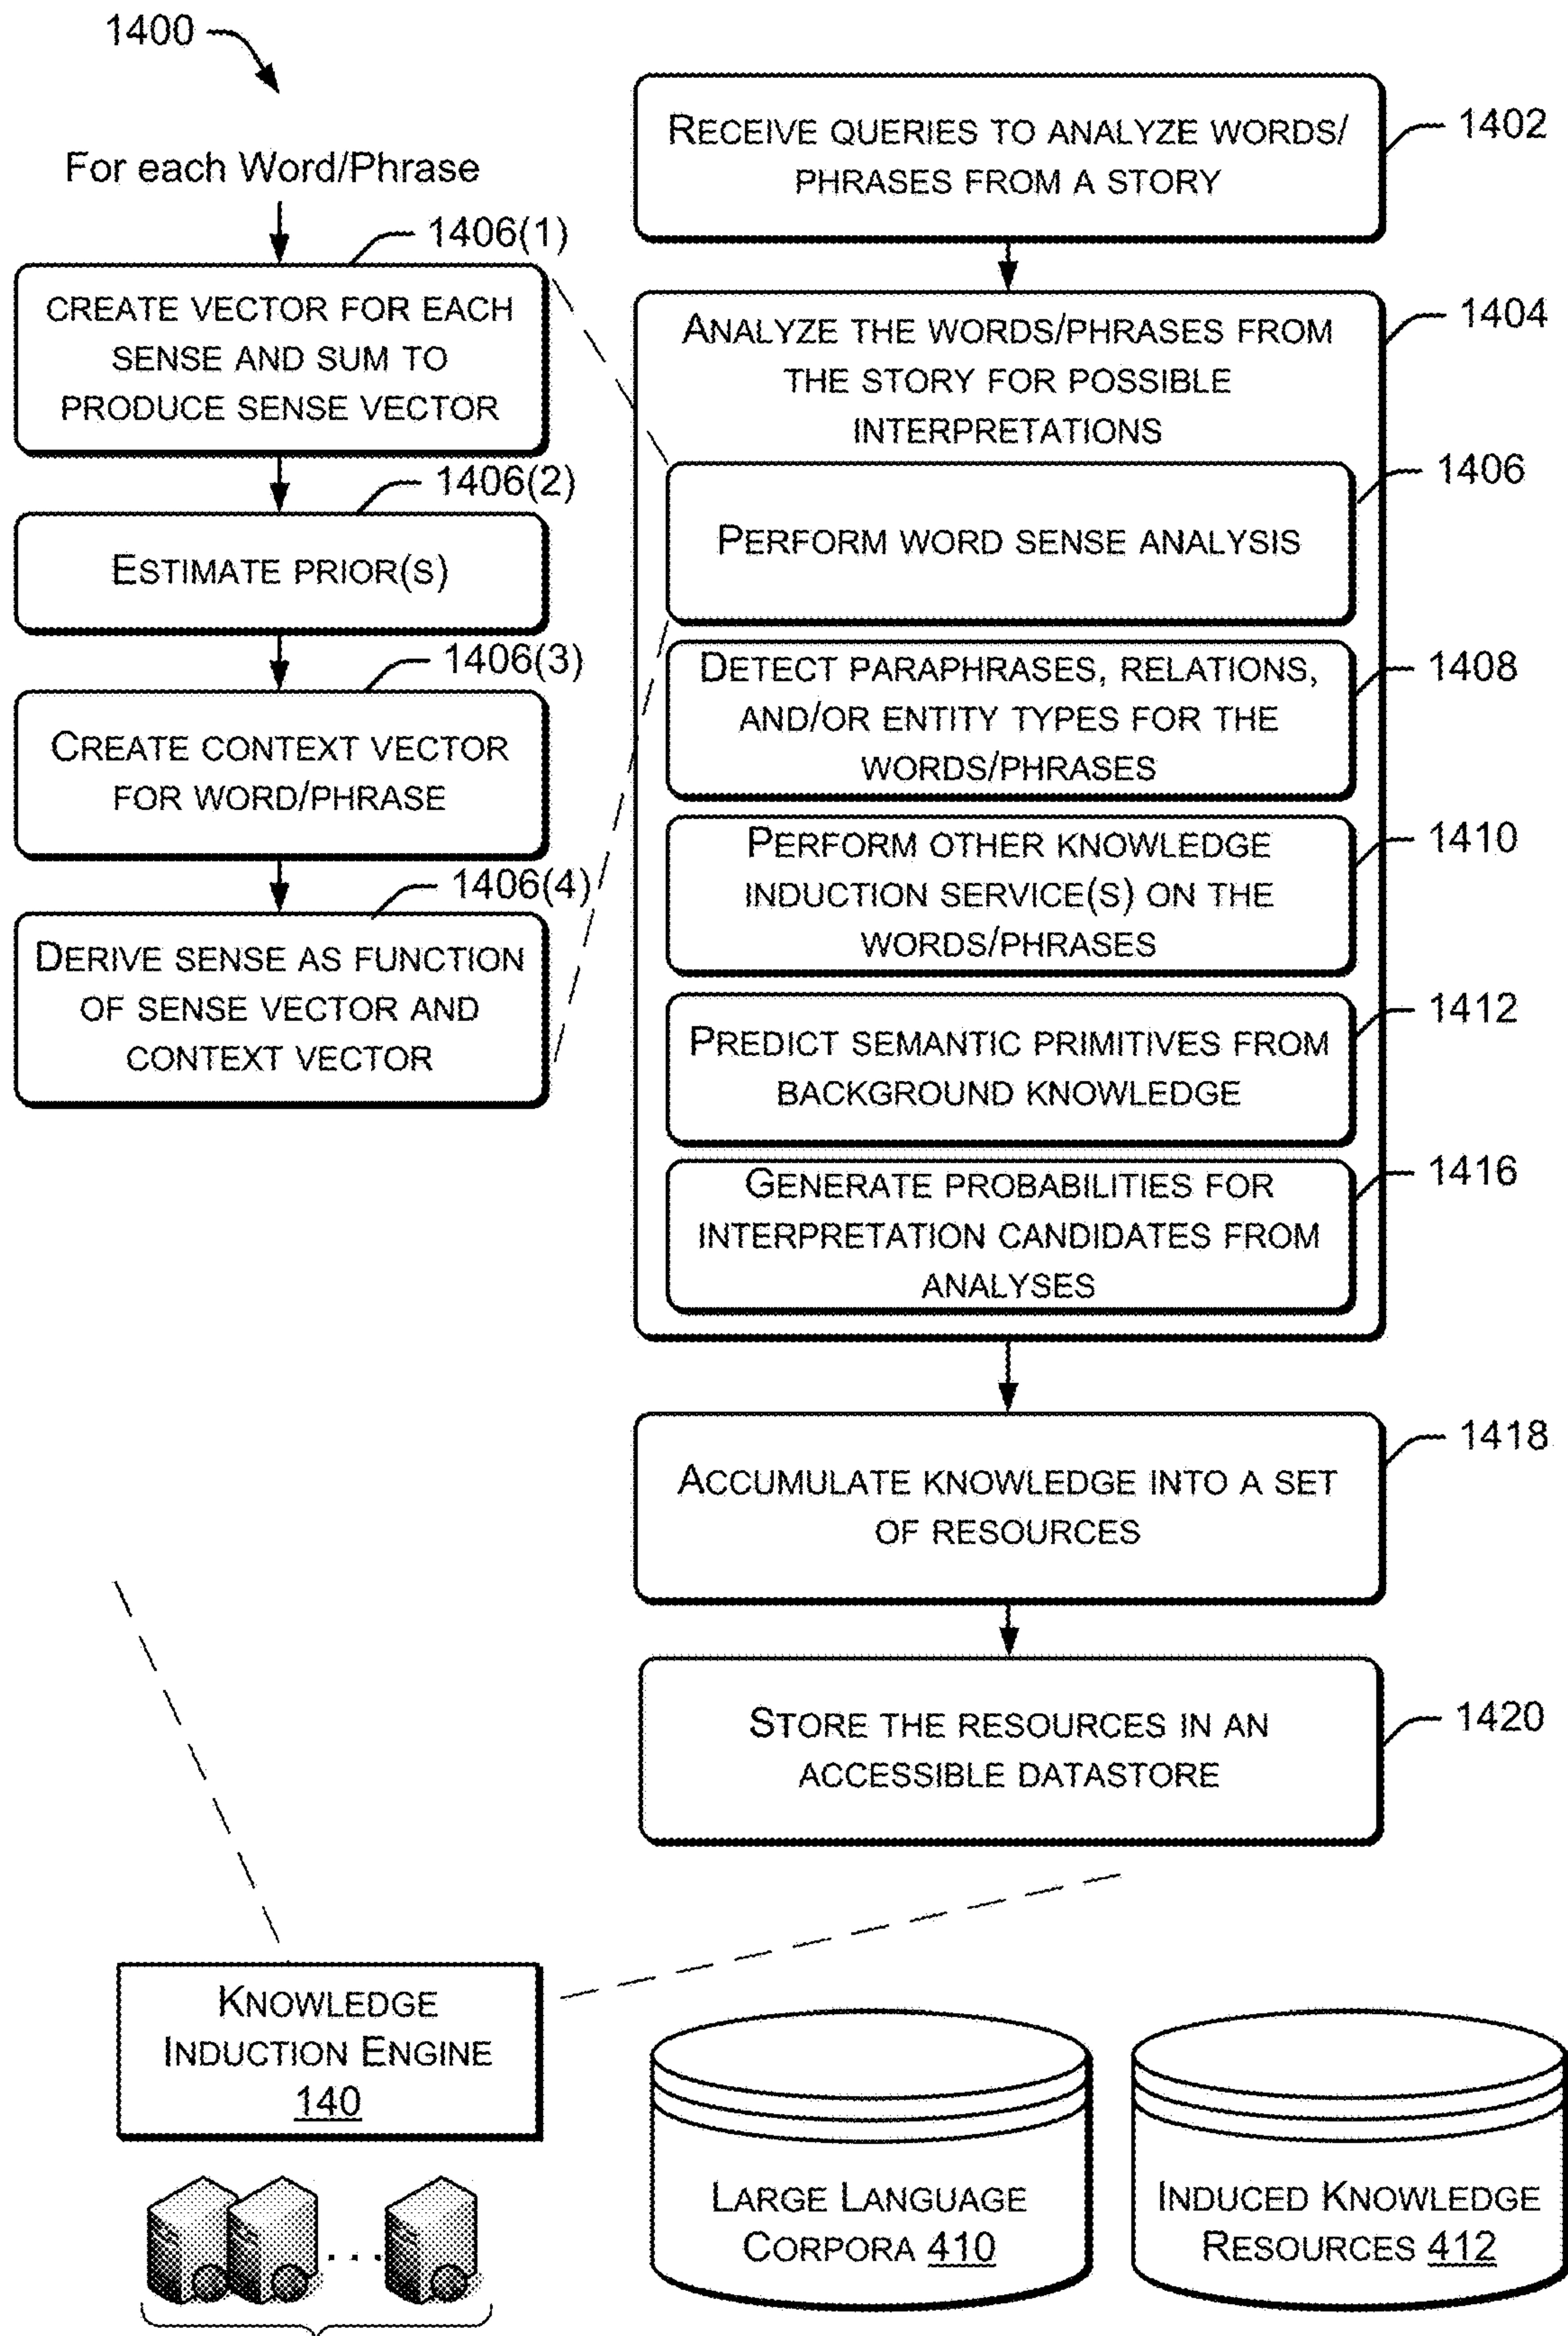 1400
For each Word/Phrase
1406(1)
CREATE VECTOR FOR EACH
SENSE AND SUM TO
PRODUCE SENSE VECTOR
1406(2)
ESTIMATE PRIOR(S)
1406(3)
CREATE CONTEXT VECTOR
FOR WORD/PHRASE
1406(4)
DERIVE SENSE AS FUNCTION
OF SENSE VECTOR AND
CONTEXT VECTOR
RECEIVE QUERIES TO ANALYZE WORDS/
PHRASES FROM A STORY
1402
ANALYZE THE WORDS/PHRASES FROM
THE STORY FOR POSSIBLE
INTERPRETATIONS
1404
PERFORM WORD SENSE ANALYSIS
1406
DETECT PARAPHRASES, RELATIONS,
AND/OR ENTITY TYPES FOR THE
WORDS/PHRASES
1408
PERFORM OTHER KNOWLEDGE
INDUCTION SERVICE(S) ON THE
WORDS/PHRASES
1410
PREDICT SEMANTIC PRIMITIVES FROM
BACKGROUND KNOWLEDGE
1412
GENERATE PROBABILITIES FOR
INTERPRETATION CANDIDATES FROM
ANALYSES
1416
ACCUMULATE KNOWLEDGE INTO A SET
OF RESOURCES
1418
STORE THE RESOURCES IN AN
ACCESSIBLE DATASTORE
1420
KNOWLEDGE
INDUCTION ENGINE
140
...
LARGE LANGUAGE
CORPORA 410
INDUCED KNOWLEDGE
RESOURCES 412